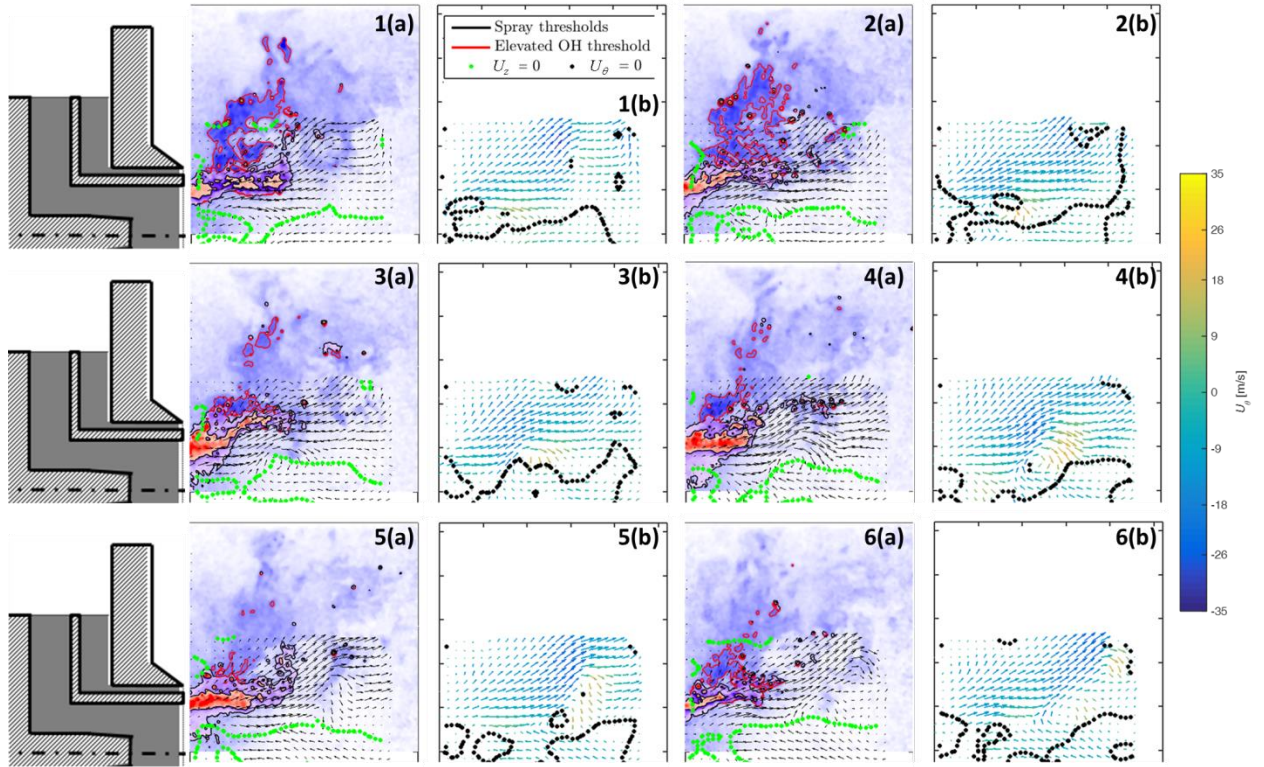 1(a)
Spray thresholds
Elevated OH threshold
U_z = 0 U_θ = 0
1(b)
2(a)
2(b)
3(a)
3(b)
4(a)
4(b)
5(a)
5(b)
6(a)
6(b)
35
26
18
9
0
-9
-18
-26
-35
U_θ [m/s]